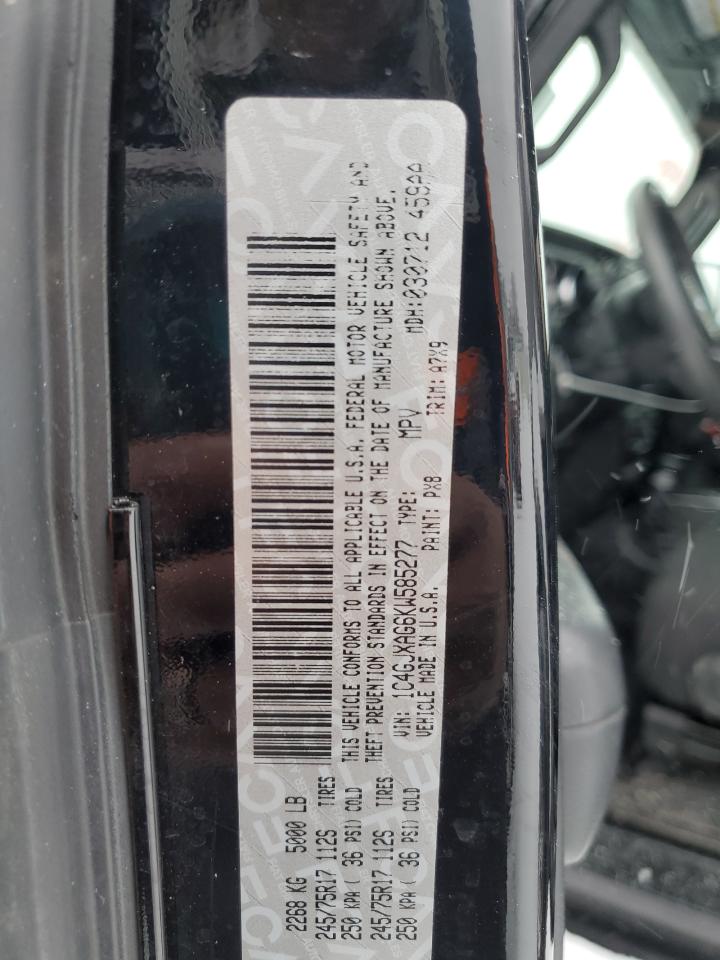 2268 KG 5000 LB
245/75R17 112S TIRES
250 KPA ( 36 PSI) COLD
245/75R17 112S TIRES
250 KPA ( 36 PSI) COLD
THIS VEHICLE CONFORMS TO ALL APPLICABLE U.S.A. FEDERAL MOTOR VEHICLE SAFETY AND
THEFT PREVENTION STANDARDS IN EFFECT ON THE DATE OF MANUFACTURE SHOWN ABOVE.
VIN: 1C4GJXAG6KW585277 TYPE: MPV MDH:030712 459AA
VEHICLE MADE IN U.S.A. PAINT: PX8 TRIM: A7X9